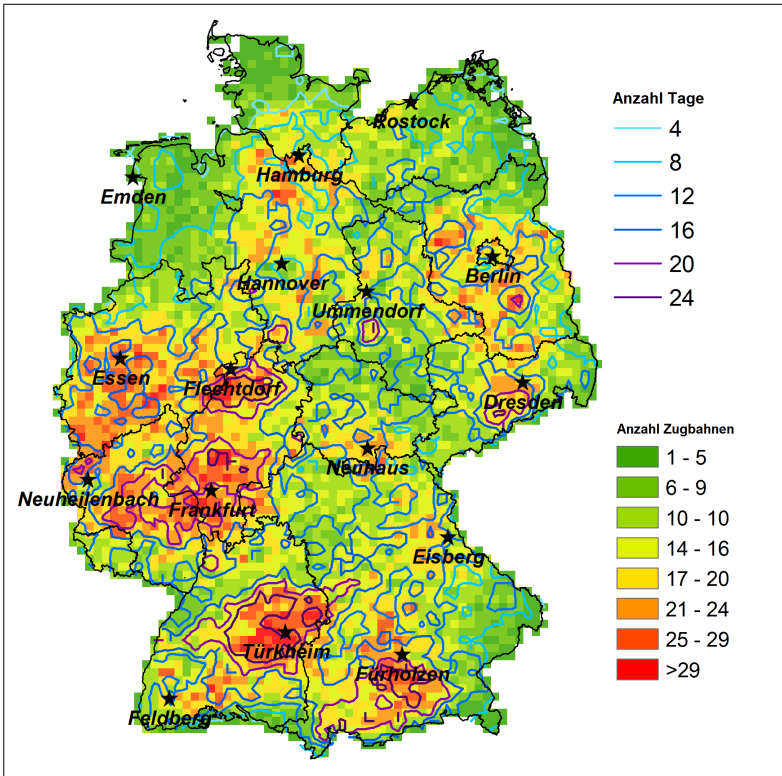 Rostock
Hamburg
Emden
Hannover
Berlin
Ummendorf
Essen
Flechtdorf
Dresden
Neuhaus
Neuheilenbach
Frankfurt
Eisberg
Türkheim
Fürholzen
Feldberg
Anzahl Tage
4
8
12
16
20
24
Anzahl Zugbahnen
1 - 5
6 - 9
10 - 10
14 - 16
17 - 20
21 - 24
25 - 29
>29